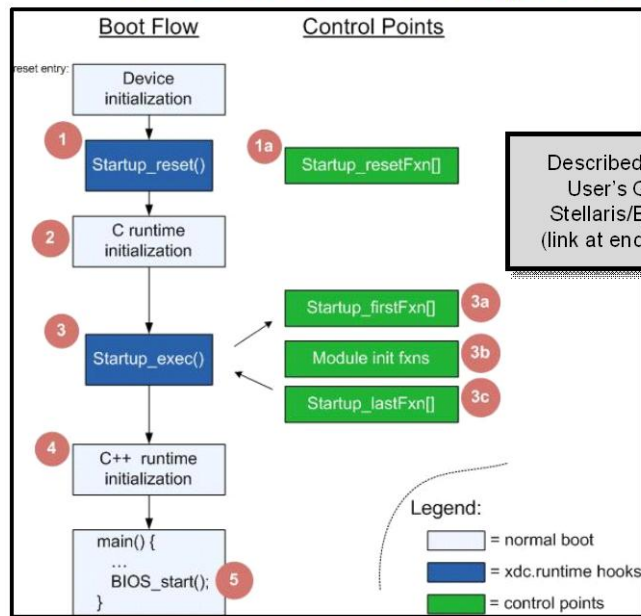 Boot Flow
Control Points
reset entry:
Device
initialization
1
Startup_reset()
1a
Startup_resetFxn[]
2
C runtime
initialization
3
Startup_exec()
Startup_firstFxn[]
3a
Module init fxns
3b
Startup_lastFxn[]
3c
4
C++ runtime
initialization
main() {
...
BIOS_start();
5
}
Legend:
= normal boot
= xdc.runtime hooks
= control points
Described
User's
Stellaris/
(link at